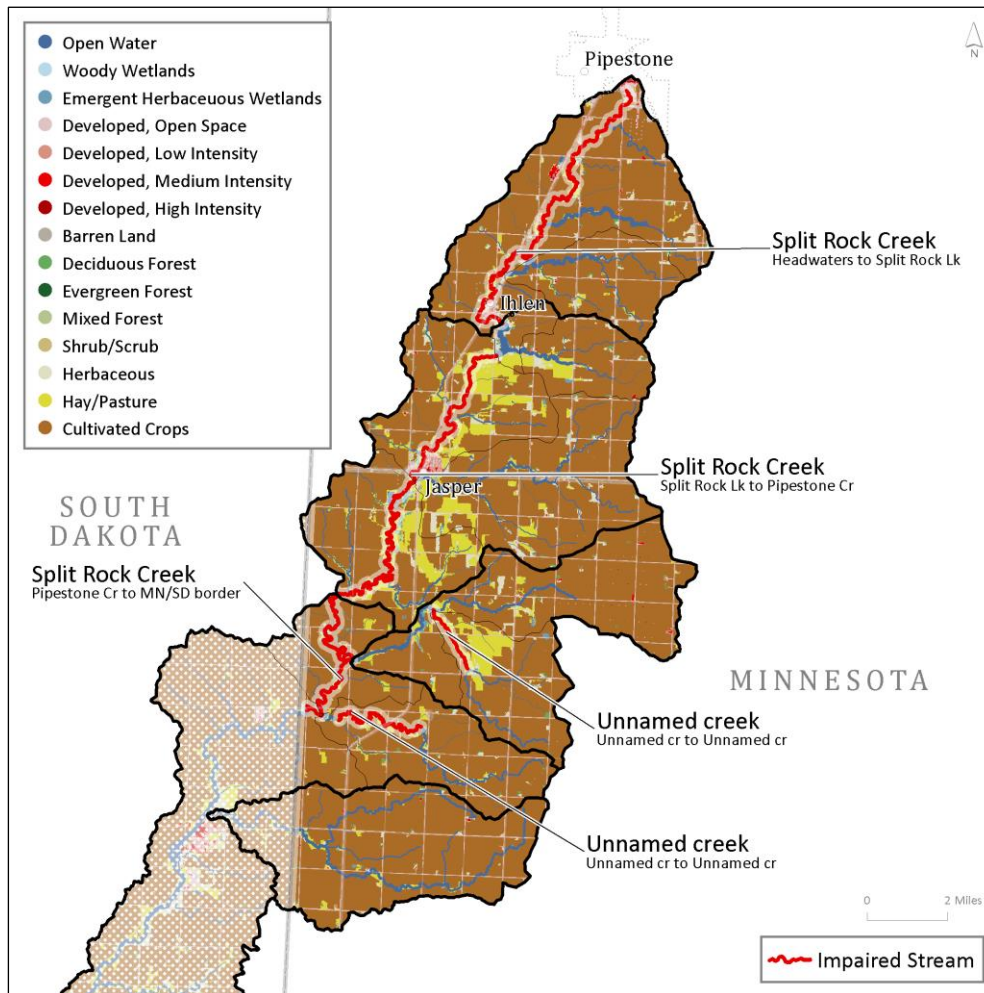 Open Water
Woody Wetlands
Emergent Herbaceuous Wetlands
Developed, Open Space
Developed, Low Intensity
Developed, Medium Intensity
Developed, High Intensity
Barren Land
Deciduous Forest
Evergreen Forest
Mixed Forest
Shrub/Scrub
Herbaceous
Hay/Pasture
Cultivated Crops
N
Pipestone
Split Rock Creek
Headwaters to Split Rock Lk
Ihlen
Split Rock Creek
Split Rock Lk to Pipestone Cr
Jasper
SOUTH
DAKOTA
Split Rock Creek
Pipestone Cr to MN/SD border
MINNESOTA
Unnamed creek
Unnamed cr to Unnamed cr
Unnamed creek
Unnamed cr to Unnamed cr
0 2 Miles
Impaired Stream